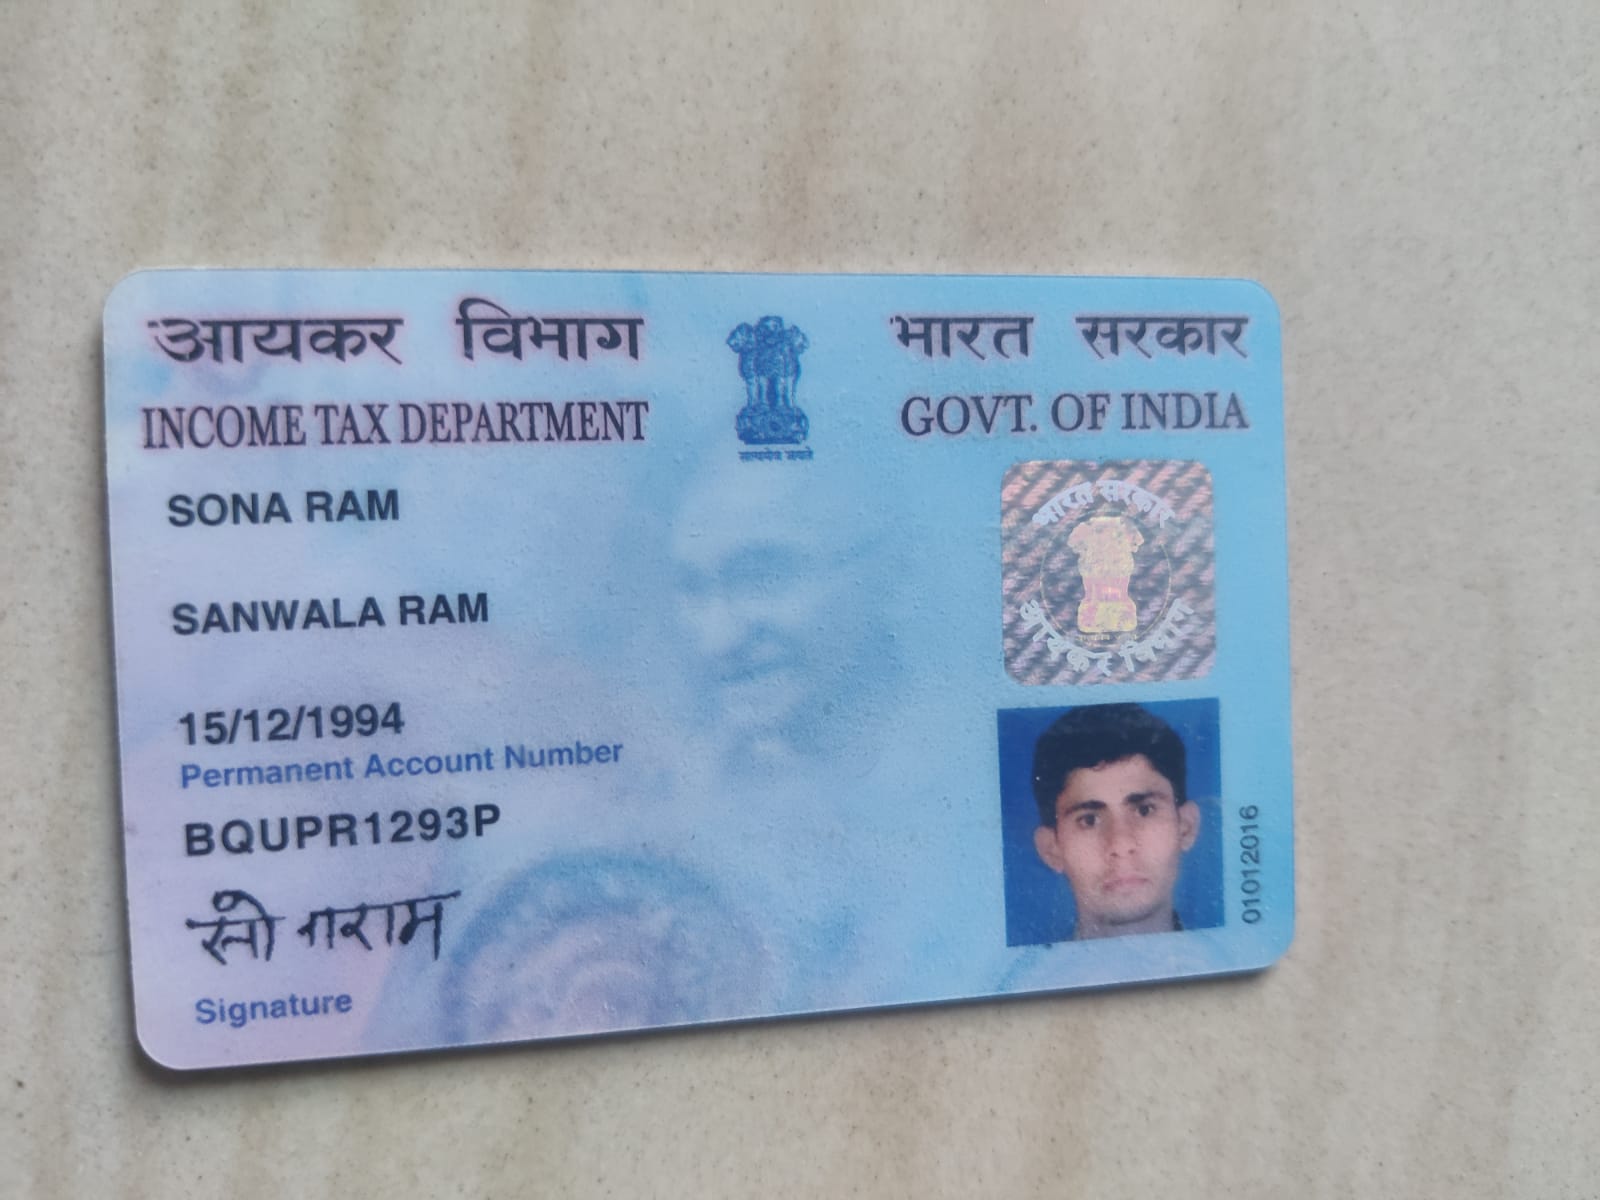 आयकर विभाग
भारत सरकार
INCOME TAX DEPARTMENT
GOVT. OF INDIA
सत्यमेव जयते
SONA RAM
भारत सरकार
आयकर विभाग
SANWALA RAM
15/12/1994
Permanent Account Number
BQUPR1293P
01012016
सोनाराम
Signature